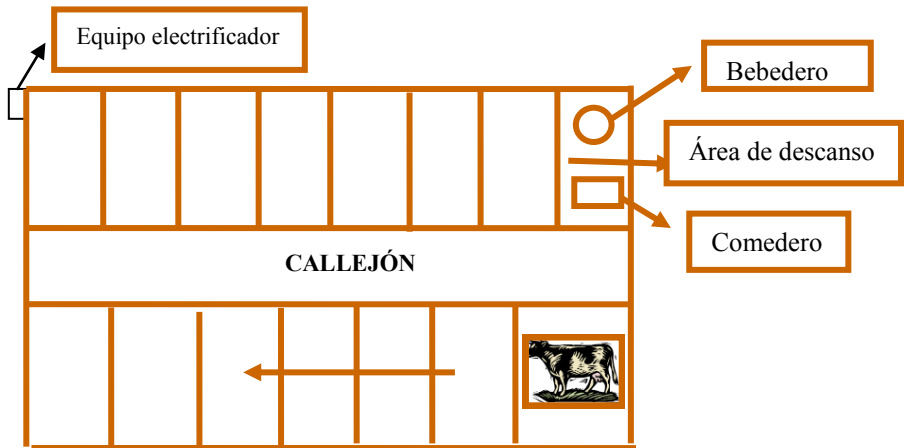 Equipo electrificador
Bebedero
Área de descanso
Comedero
CALLEJÓN